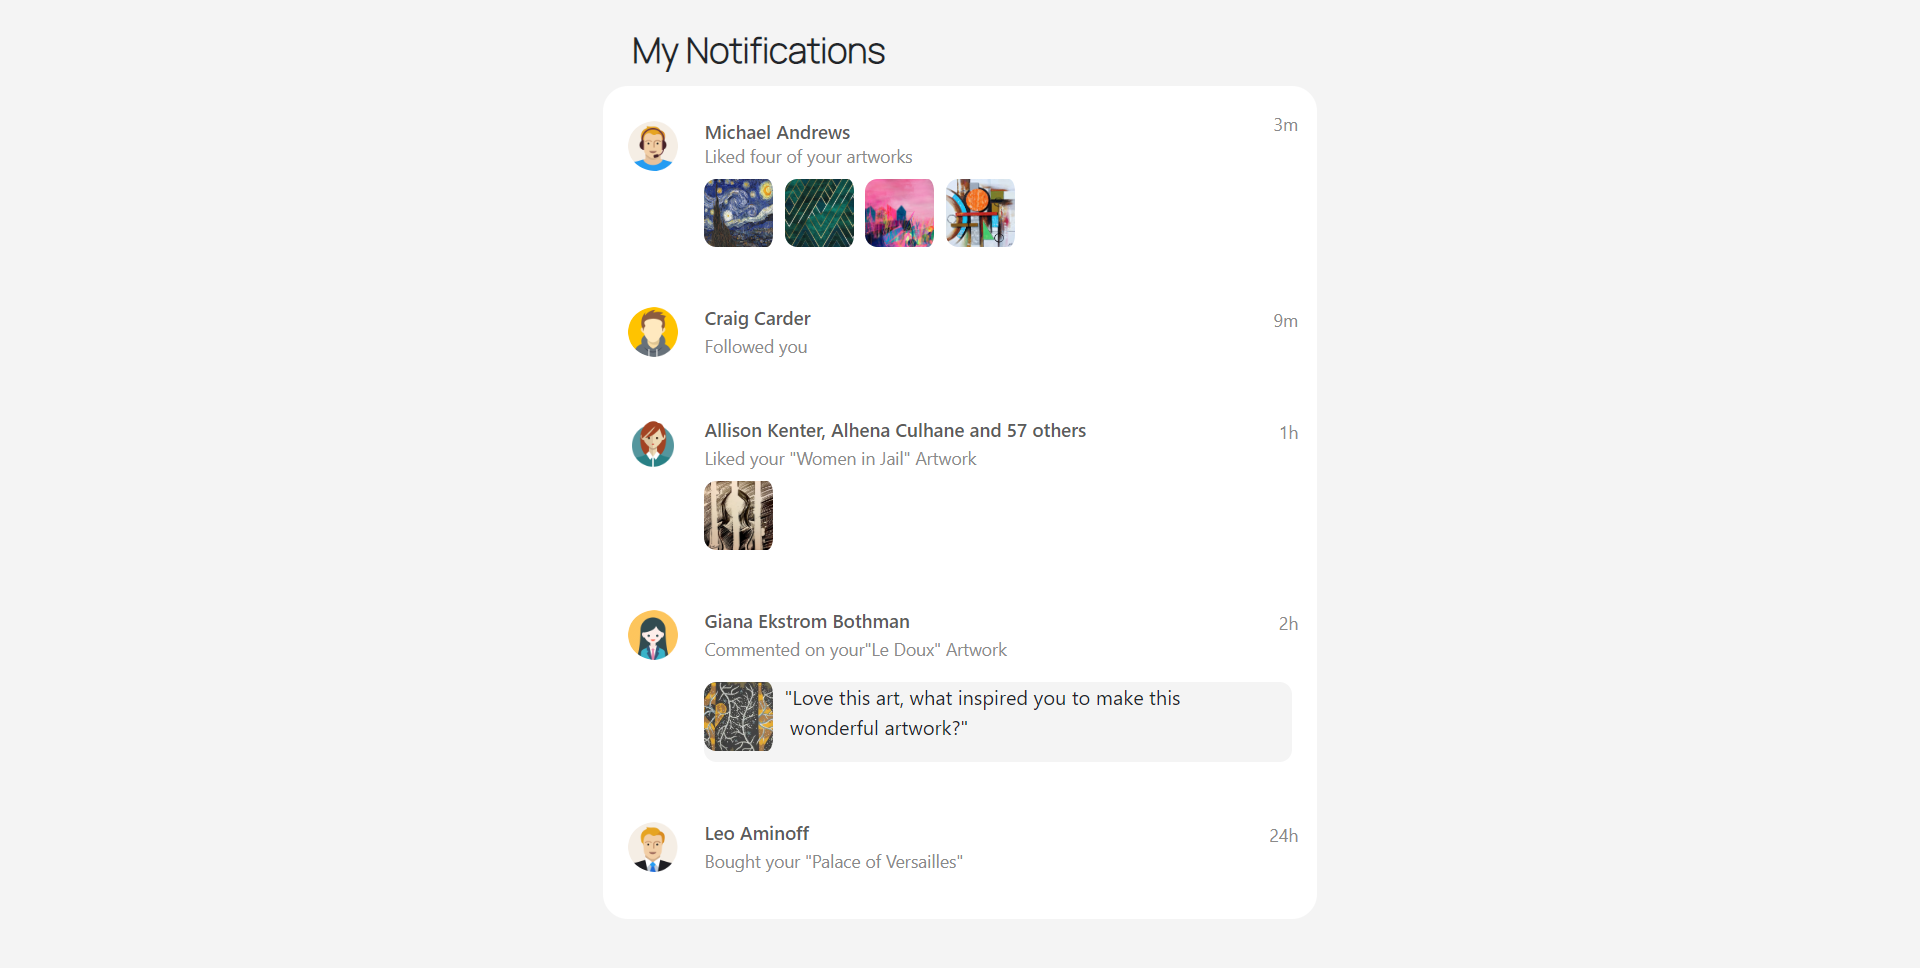 My Notifications
Michael Andrews
3m
Liked four of your artworks
Craig Carder
9m
Followed you
Allison Kenter, Alhena Culhane and 57 others
1h
Liked your "Women in Jail" Artwork
Giana Ekstrom Bothman
2h
Commented on your"Le Doux" Artwork
"Love this art, what inspired you to make this
wonderful artwork?"
Leo Aminoff
24h
Bought your "Palace of Versailles"